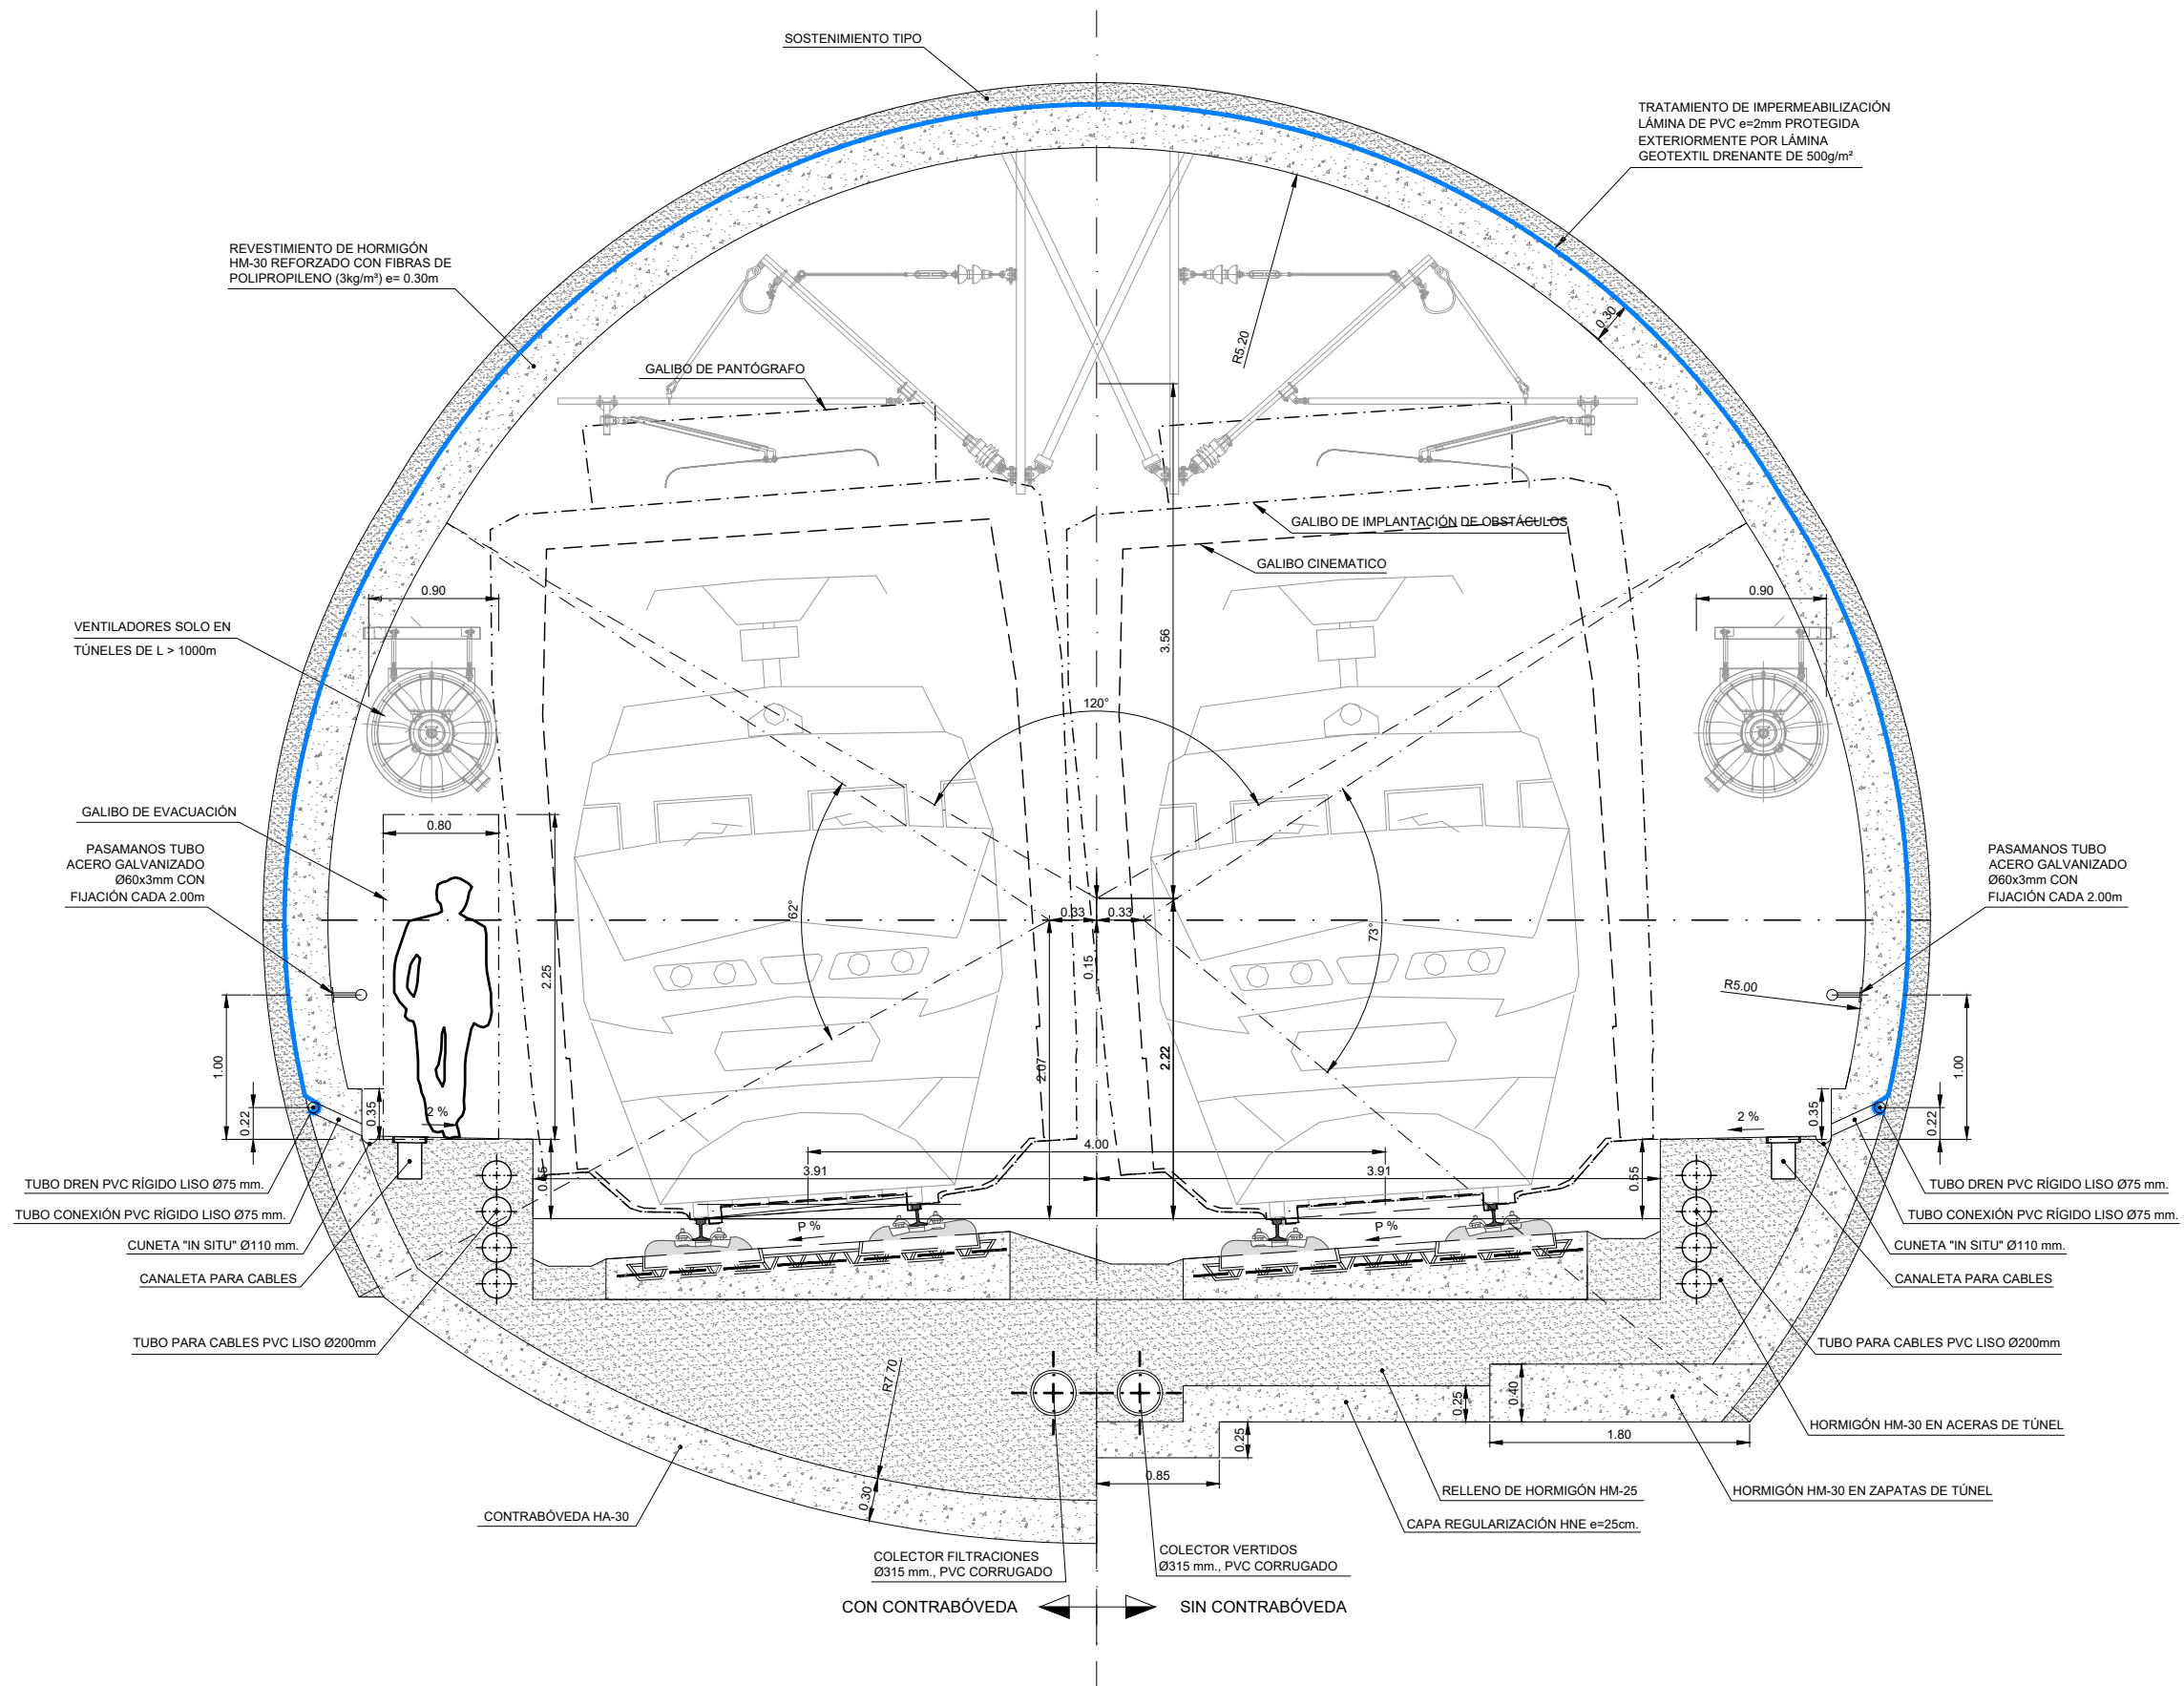 SOSTENIMIENTO TIPO
TRATAMIENTO DE IMPERMEABILIZACIÓN
LÁMINA DE PVC e=2mm PROTEGIDA
EXTERIORMENTE POR LÁMINA
GEOTEXTIL DRENANTE DE 500g/m²
REVESTIMIENTO DE HORMIGÓN
HM-30 REFORZADO CON FIBRAS DE
POLIPROPILENO (3kg/m³) e= 0.30m
0.30
R5.20
GALIBO DE PANTÓGRAFO
GALIBO DE IMPLANTACIÓN DE OBSTÁCULOS
GALIBO CINEMATICO
0.90
0.90
VENTILADORES SOLO EN
TÚNELES DE L > 1000m
3.56
120°
GALIBO DE EVACUACIÓN
0.80
PASAMANOS TUBO
ACERO GALVANIZADO
Ø60x3mm CON
FIJACIÓN CADA 2.00m
PASAMANOS TUBO
ACERO GALVANIZADO
Ø60x3mm CON
FIJACIÓN CADA 2.00m
62°
0.33
0.33
73°
0.15
2.25
R5.00
1.00
2.07
2.22
1.00
0.22
0.35
2 %
2 %
0.35
0.22
4.00
3.91
3.91
0.55
0.55
TUBO DREN PVC RÍGIDO LISO Ø75 mm.
TUBO CONEXIÓN PVC RÍGIDO LISO Ø75 mm.
CUNETA "IN SITU" Ø110 mm.
CANALETA PARA CABLES
TUBO PARA CABLES PVC LISO Ø200mm
P %
P %
TUBO DREN PVC RÍGIDO LISO Ø75 mm.
TUBO CONEXIÓN PVC RÍGIDO LISO Ø75 mm.
CUNETA "IN SITU" Ø110 mm.
CANALETA PARA CABLES
TUBO PARA CABLES PVC LISO Ø200mm
R7.70
0.30
0.25
0.40
0.25
1.80
0.85
HORMIGÓN HM-30 EN ACERAS DE TÚNEL
RELLENO DE HORMIGÓN HM-25
HORMIGÓN HM-30 EN ZAPATAS DE TÚNEL
CONTRABÓVEDA HA-30
CAPA REGULARIZACIÓN HNE e=25cm.
COLECTOR FILTRACIONES
Ø315 mm., PVC CORRUGADO
COLECTOR VERTIDOS
Ø315 mm., PVC CORRUGADO
CON CONTRABÓVEDA
SIN CONTRABÓVEDA